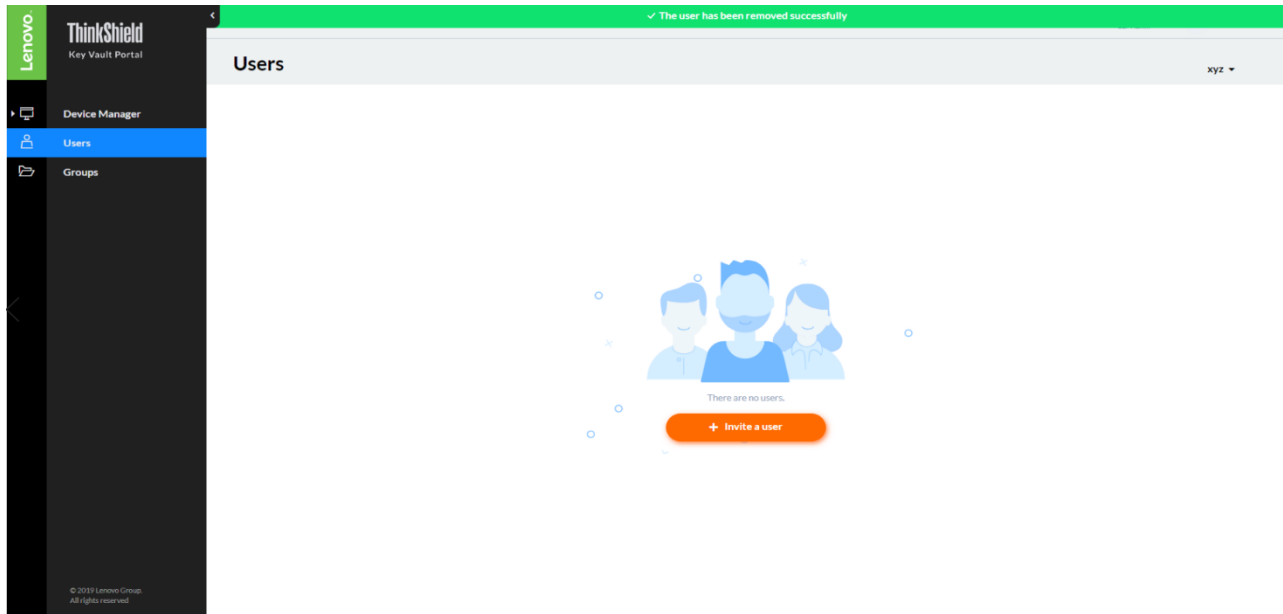 Lenovo.
ThinkShield
Key Vault Portal
✓ The user has been removed successfully
Users
xyz
Device Manager
Users
Groups
There are no users.
+ Invite a user
© 2019 Lenovo Group.
All rights reserved